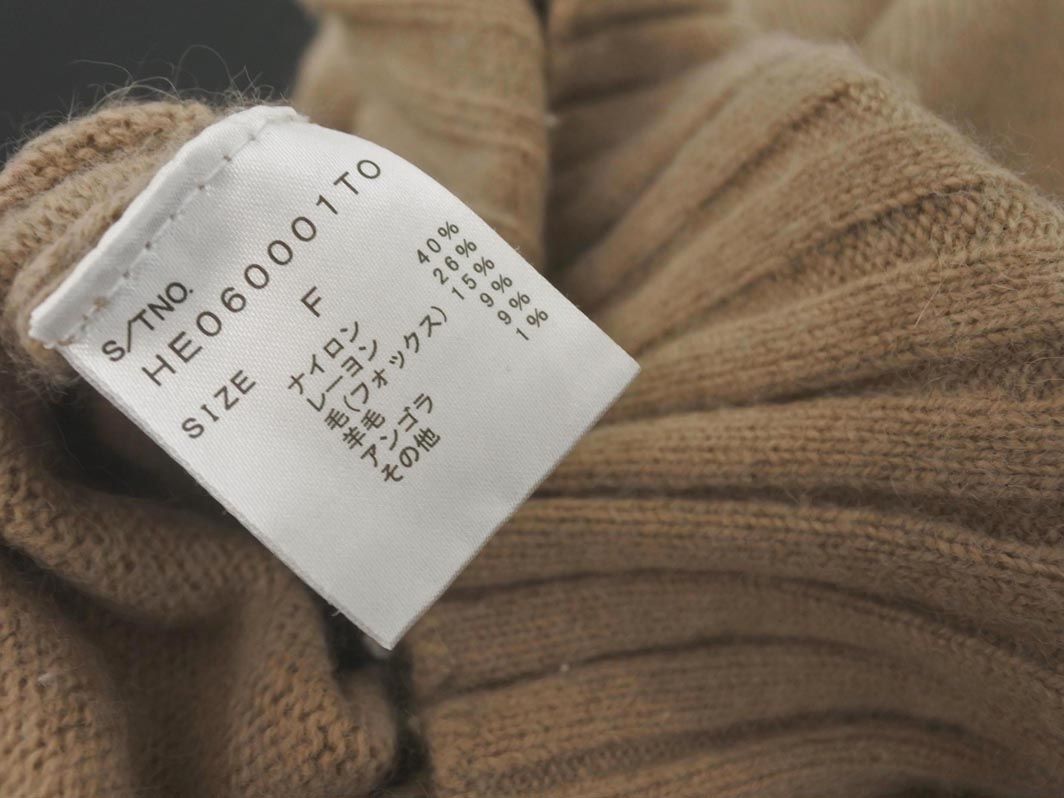 S/TNO.
HE060001TO
SIZE F
ナイロン 40%
レーヨン 26%
毛(フォックス) 15%
羊毛 9%
アンゴラ 9%
その他 1%